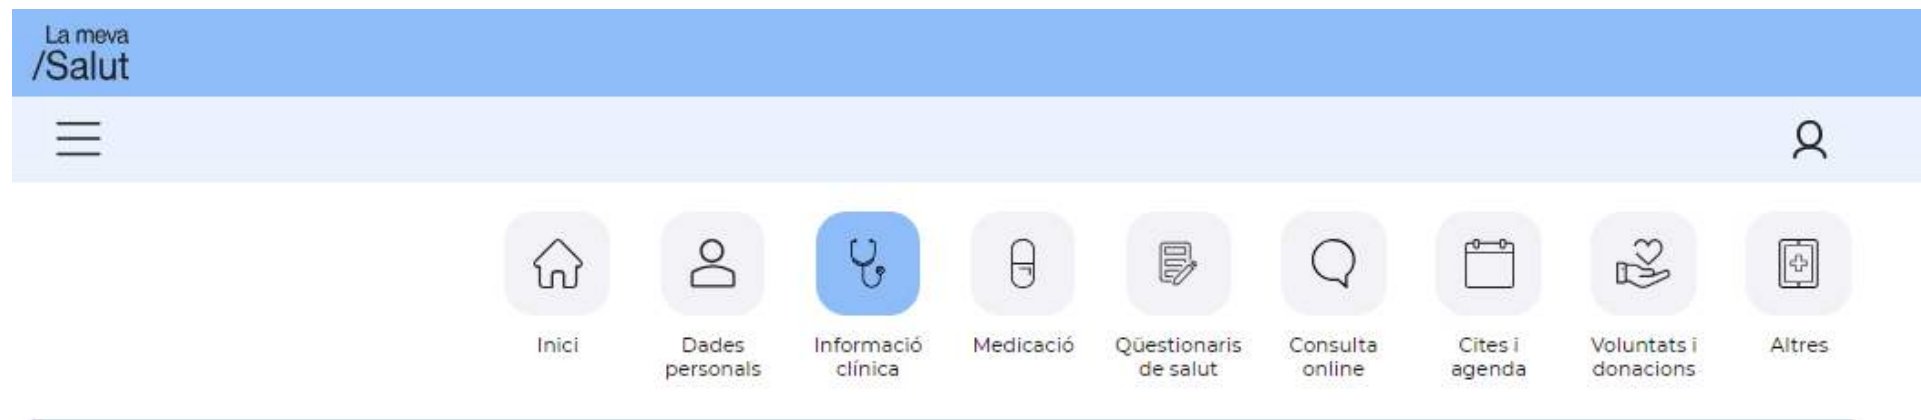 La meva
/Salut
Inici
Dades
personals
Informació
clínica
Medicació
Qüestionaris
de salut
Consulta
online
Cites i
agenda
Voluntats i
donacions
Altres